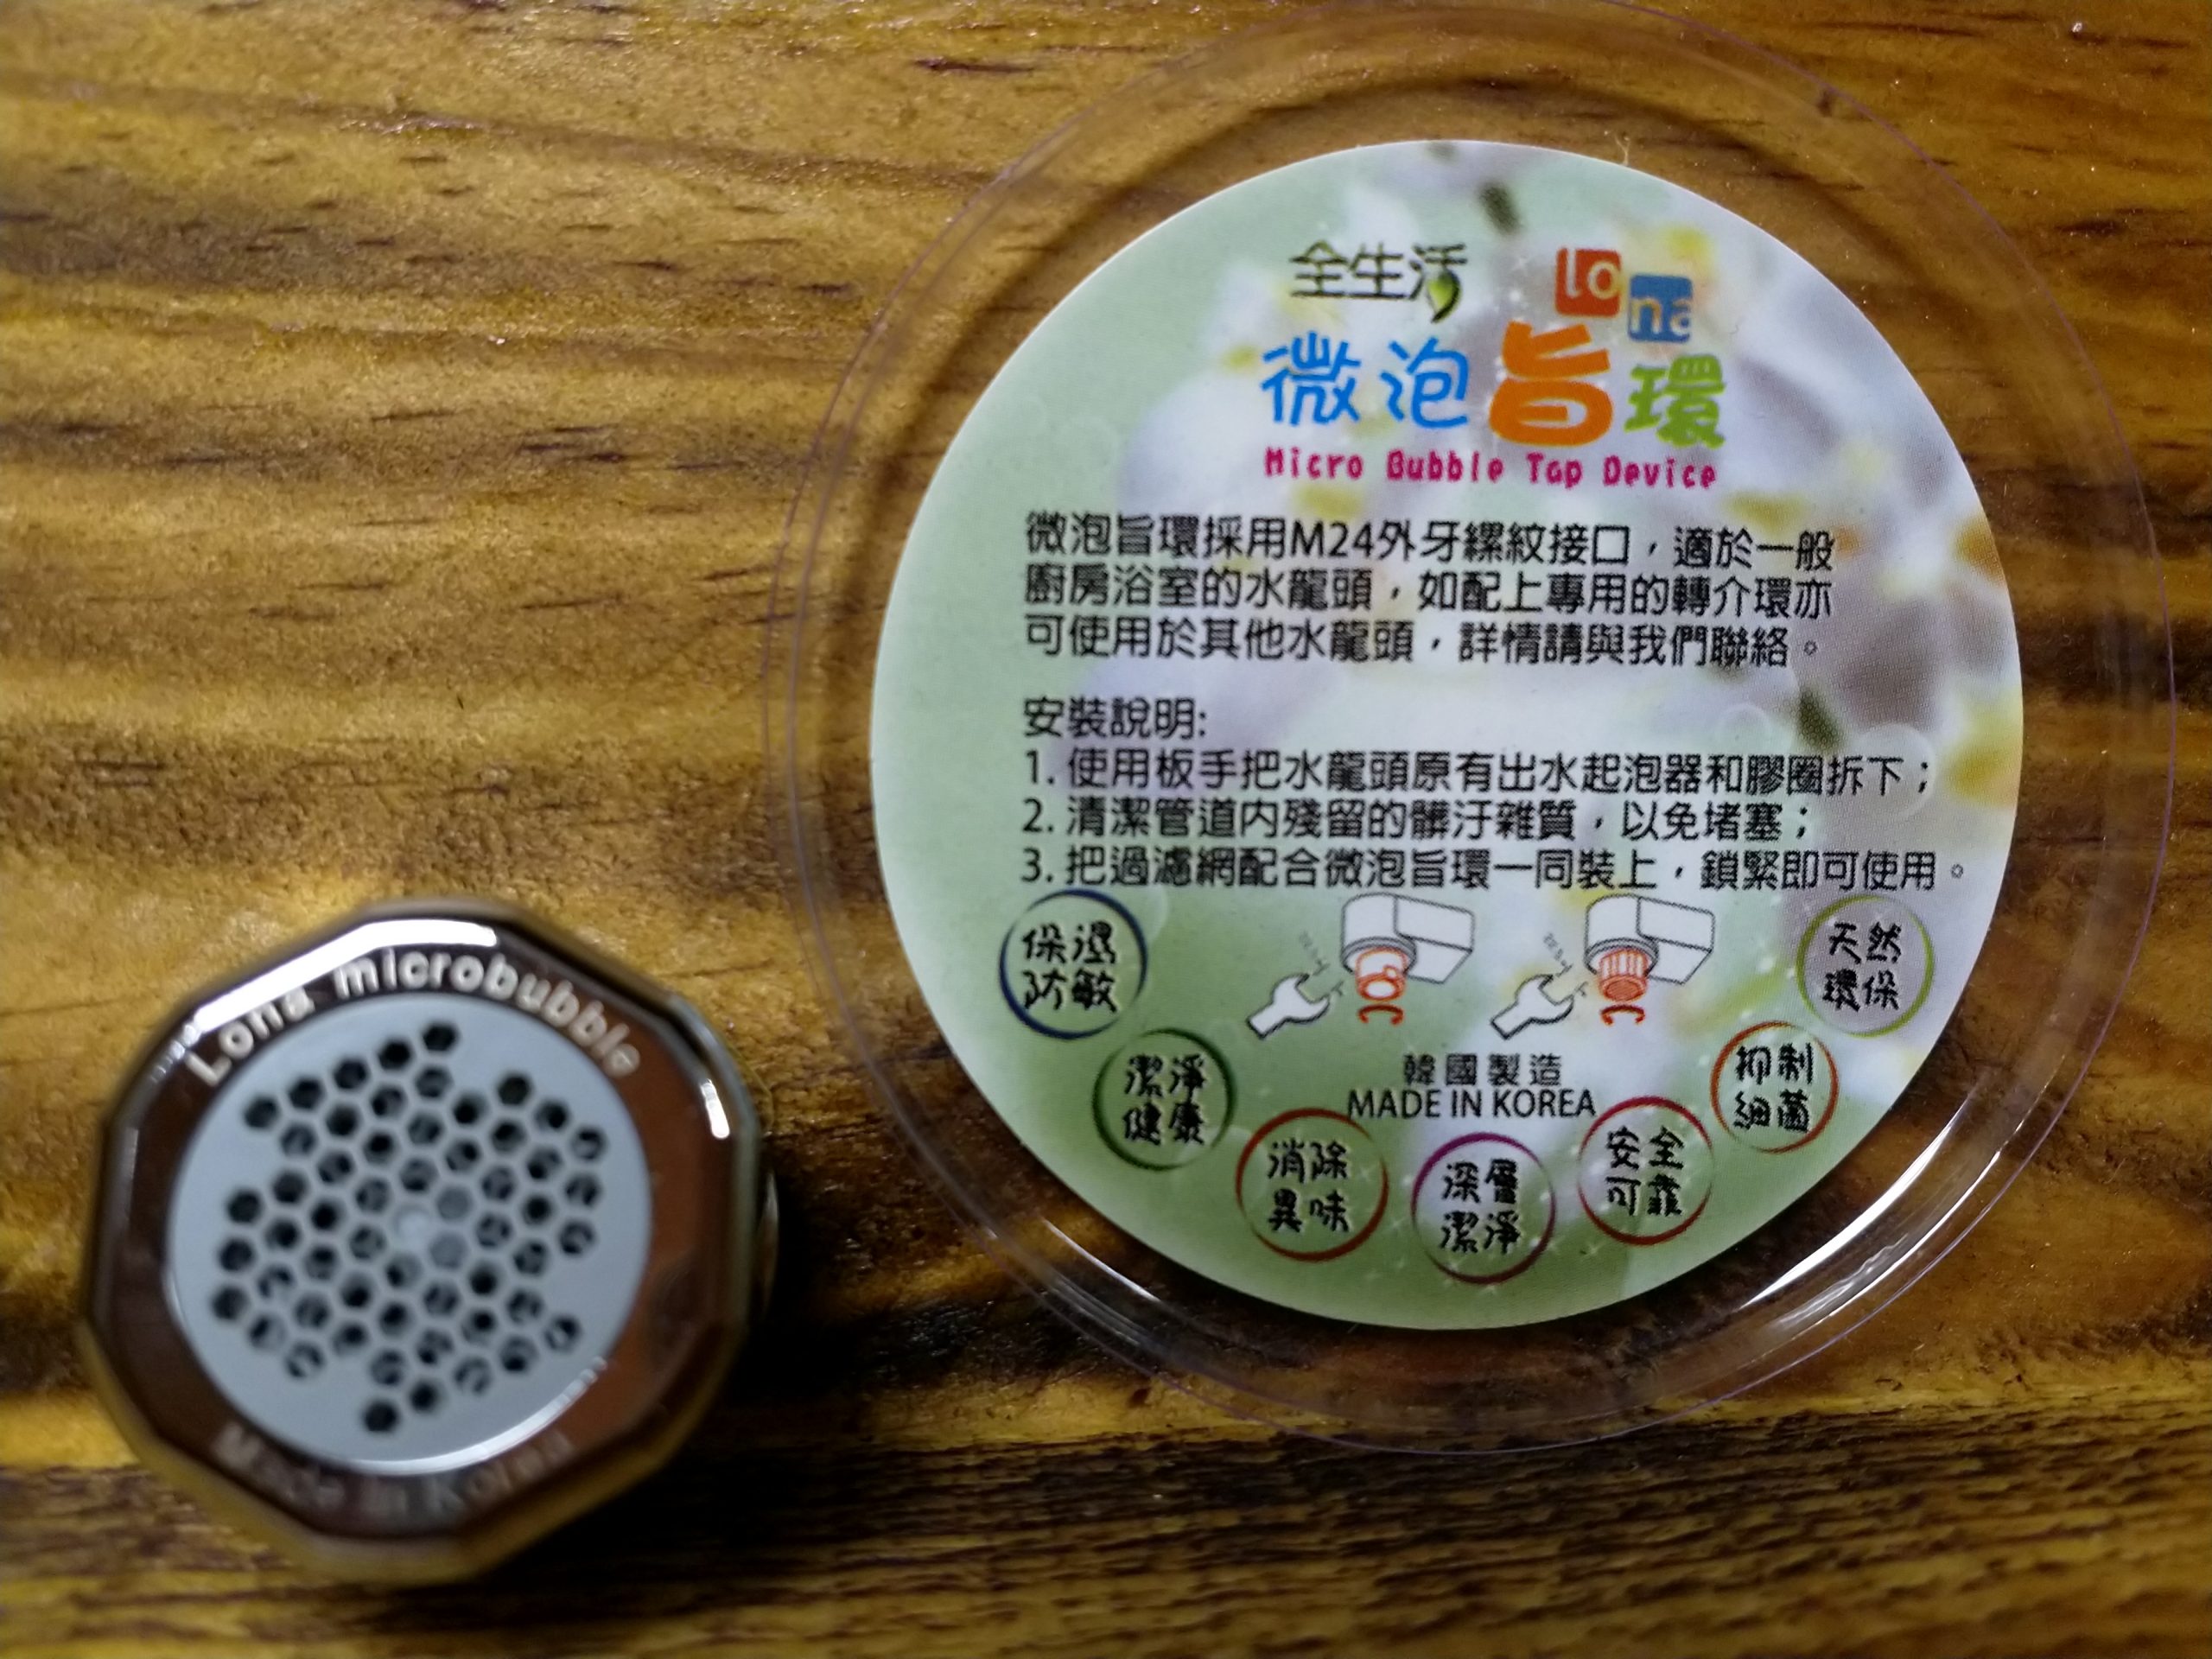 全生活
Lona
微泡旨環
Micro Bubble Tap Device
微泡旨環採用M24外牙縲紋接口，適於一般
廚房浴室的水龍頭，如配上專用的轉介環亦
可使用於其他水龍頭，詳情請與我們聯絡。
安裝說明:
1. 使用板手把水龍頭原有出水起泡器和膠圈拆下；
2. 清潔管道内殘留的髒汙雜質，以免堵塞；
3. 把過濾網配合微泡旨環一同裝上，鎖緊即可使用。
保濕
防敏
潔淨
健康
消除
異味
深層
潔淨
安全
可靠
抑制
細菌
天然
環保
韓國製造
MADE IN KOREA
Lona microbubble
Made in Korea